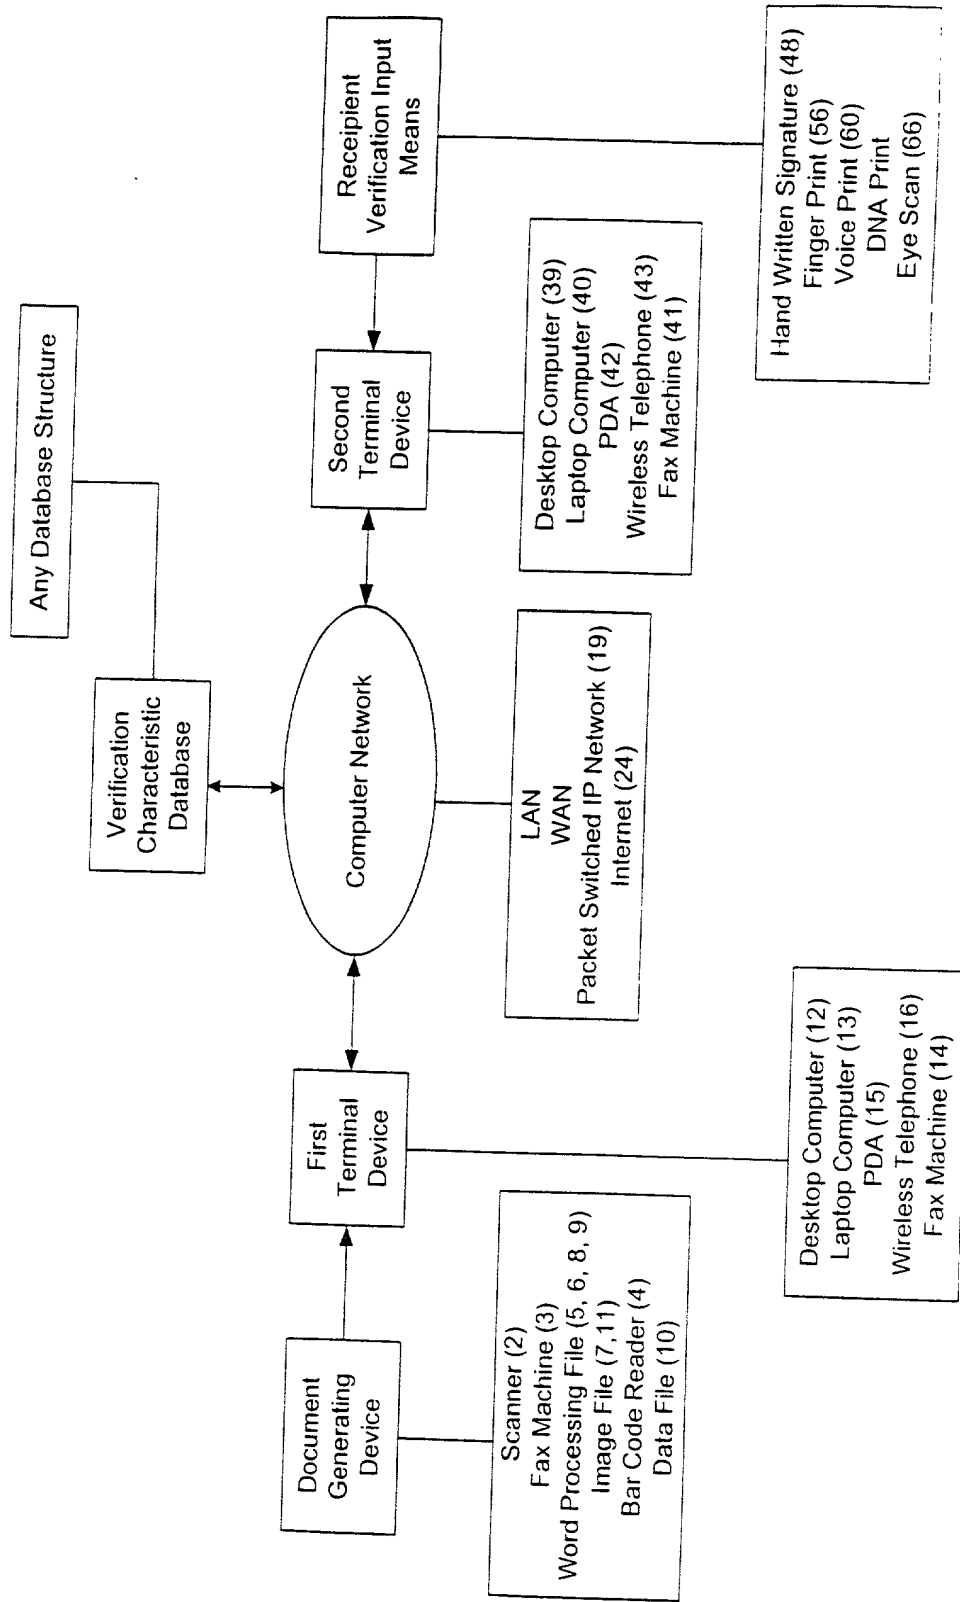 Any Database Structure
Verification
Characteristic
Database
Document
Generating
Device
First
Terminal
Device
Computer Network
Second
Terminal
Device
Receipient
Verification Input
Means
Scanner (2)
Fax Machine (3)
Word Processing File (5, 6, 8, 9)
Image File (7,11)
Bar Code Reader (4)
Data File (10)
Desktop Computer (12)
Laptop Computer (13)
PDA (15)
Wireless Telephone (16)
Fax Machine (14)
LAN
WAN
Packet Switched IP Network (19)
Internet (24)
Desktop Computer (39)
Laptop Computer (40)
PDA (42)
Wireless Telephone (43)
Fax Machine (41)
Hand Written Signature (48)
Finger Print (56)
Voice Print (60)
DNA Print
Eye Scan (66)